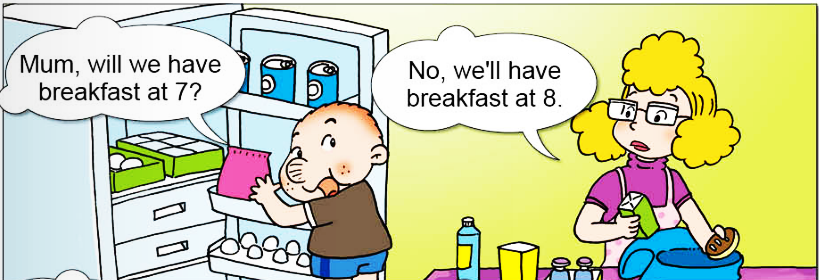 Mum, will we have
breakfast at 7?
No, we'll have
breakfast at 8.